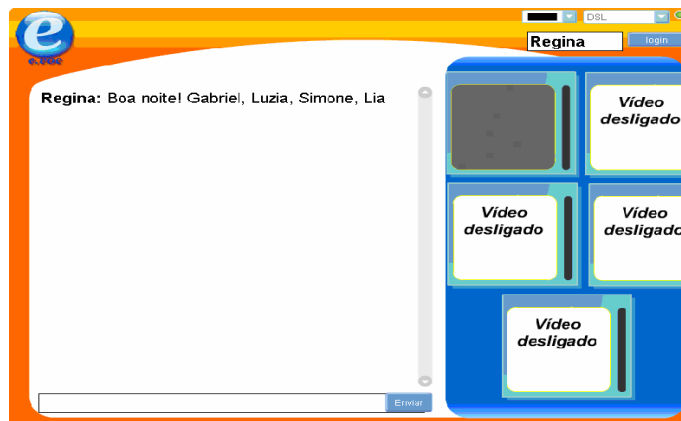 e
DSL
Regina
login
Regina: Boa noite! Gabriel, Luzia, Simone, Lia
Vídeo
desligado
Vídeo
desligado
Vídeo
desligado
Vídeo
desligado
Enviar